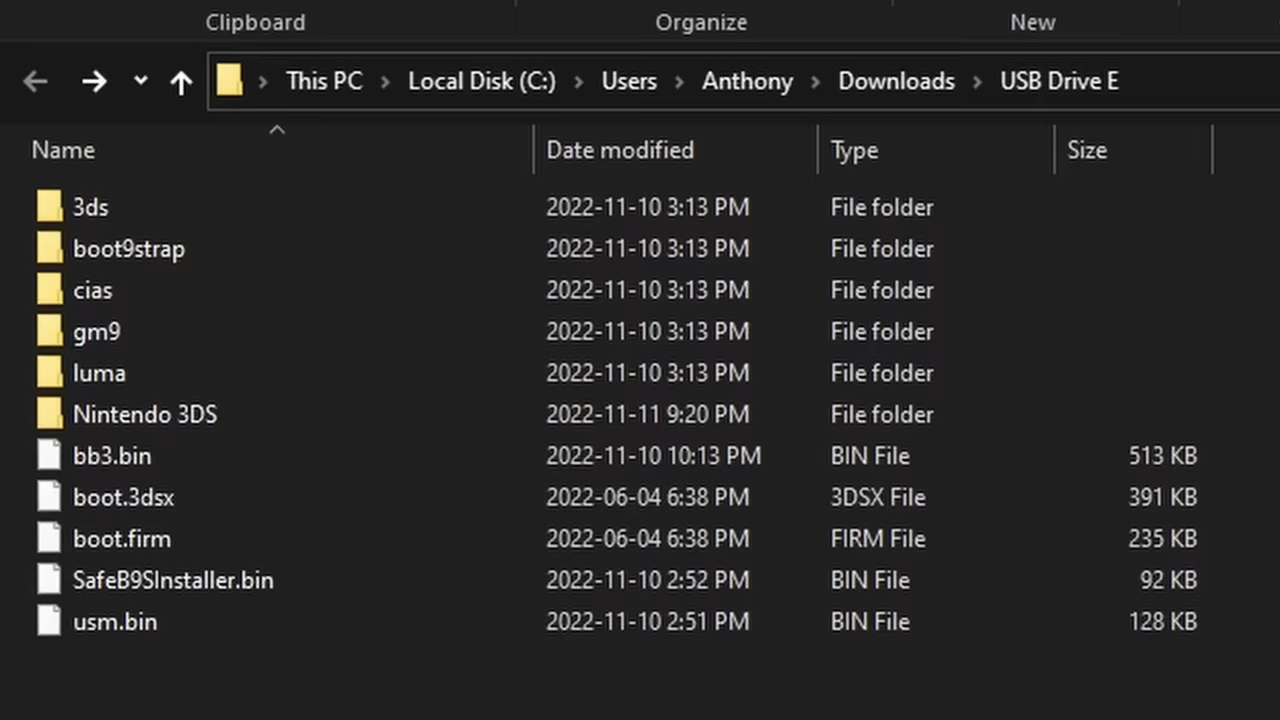 Clipboard Organize New
This PC Local Disk (C:) Users Anthony Downloads USB Drive E
Name Date modified Type Size
3ds 2022-11-10 3:13 PM File folder
boot9strap 2022-11-10 3:13 PM File folder
cias 2022-11-10 3:13 PM File folder
gm9 2022-11-10 3:13 PM File folder
luma 2022-11-10 3:13 PM File folder
Nintendo 3DS 2022-11-11 9:20 PM File folder
bb3.bin 2022-11-10 10:13 PM BIN File 513 KB
boot.3dsx 2022-06-04 6:38 PM 3DSX File 391 KB
boot.firm 2022-06-04 6:38 PM FIRM File 235 KB
SafeB9SInstaller.bin 2022-11-10 2:52 PM BIN File 92 KB
usm.bin 2022-11-10 2:51 PM BIN File 128 KB